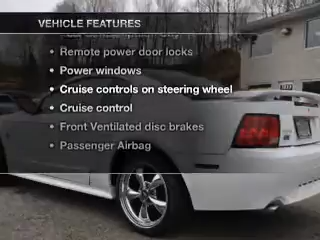 VEHICLE FEATURES
• Remote power door locks
• Power windows
• Cruise controls on steering wheel
• Cruise control
• Front Ventilated disc brakes
• Passenger Airbag